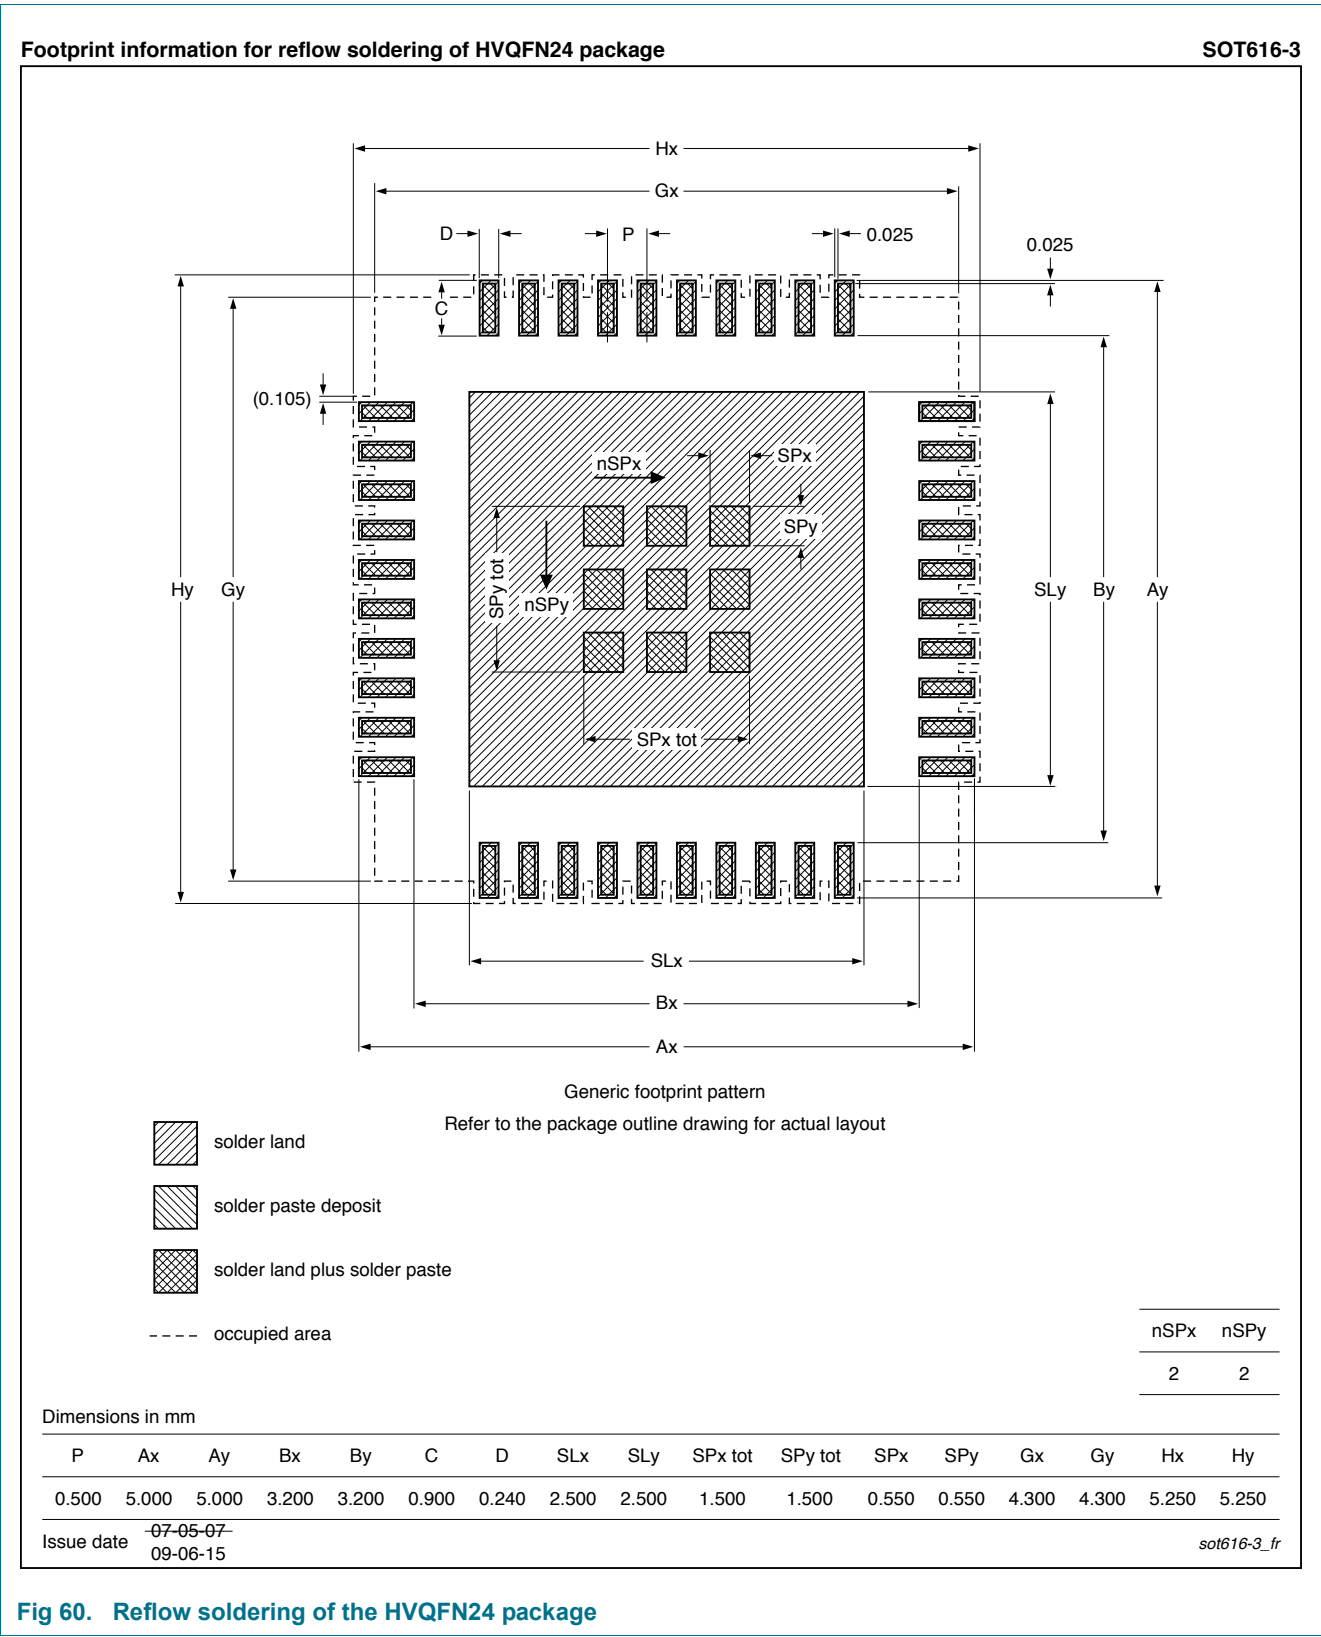 Footprint information for reflow soldering of HVQFN24 package SOT616-3
Hx
Gx
D P 0.025
0.025
C
(0.105)
nSPx SPx
SPy
SPy tot
nSPy
Hy Gy SLy By Ay
SPx tot
SLx
Bx
Ax
Generic footprint pattern
Refer to the package outline drawing for actual layout
solder land
solder paste deposit
solder land plus solder paste
occupied area
nSPx nSPy
2 2
Dimensions in mm
P Ax Ay Bx By C D SLx SLy SPx tot SPy tot SPx SPy Gx Gy Hx Hy
0.500 5.000 5.000 3.200 3.200 0.900 0.240 2.500 2.500 1.500 1.500 0.550 0.550 4.300 4.300 5.250 5.250
Issue date 07-05-07
09-06-15
sot616-3_fr
Fig 60. Reflow soldering of the HVQFN24 package